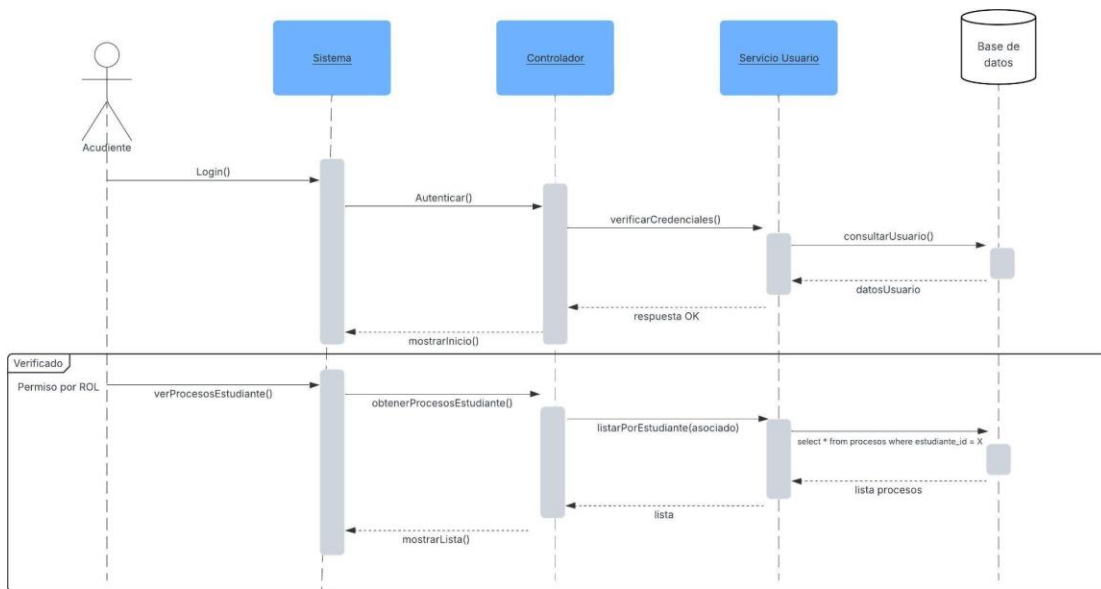 Sistema
Controlador
Servicio Usuario
Base de
datos
Acudiente
Login()
Autenticar()
verificarCredenciales()
consultarUsuario()
datosUsuario
respuesta OK
mostrarInicio()
Verificado
Permiso por ROL
verProcesosEstudiante()
obtenerProcesosEstudiante()
listarPorEstudiante(asociado)
select * from procesos where estudiante_id = X
lista procesos
lista
mostrarLista()